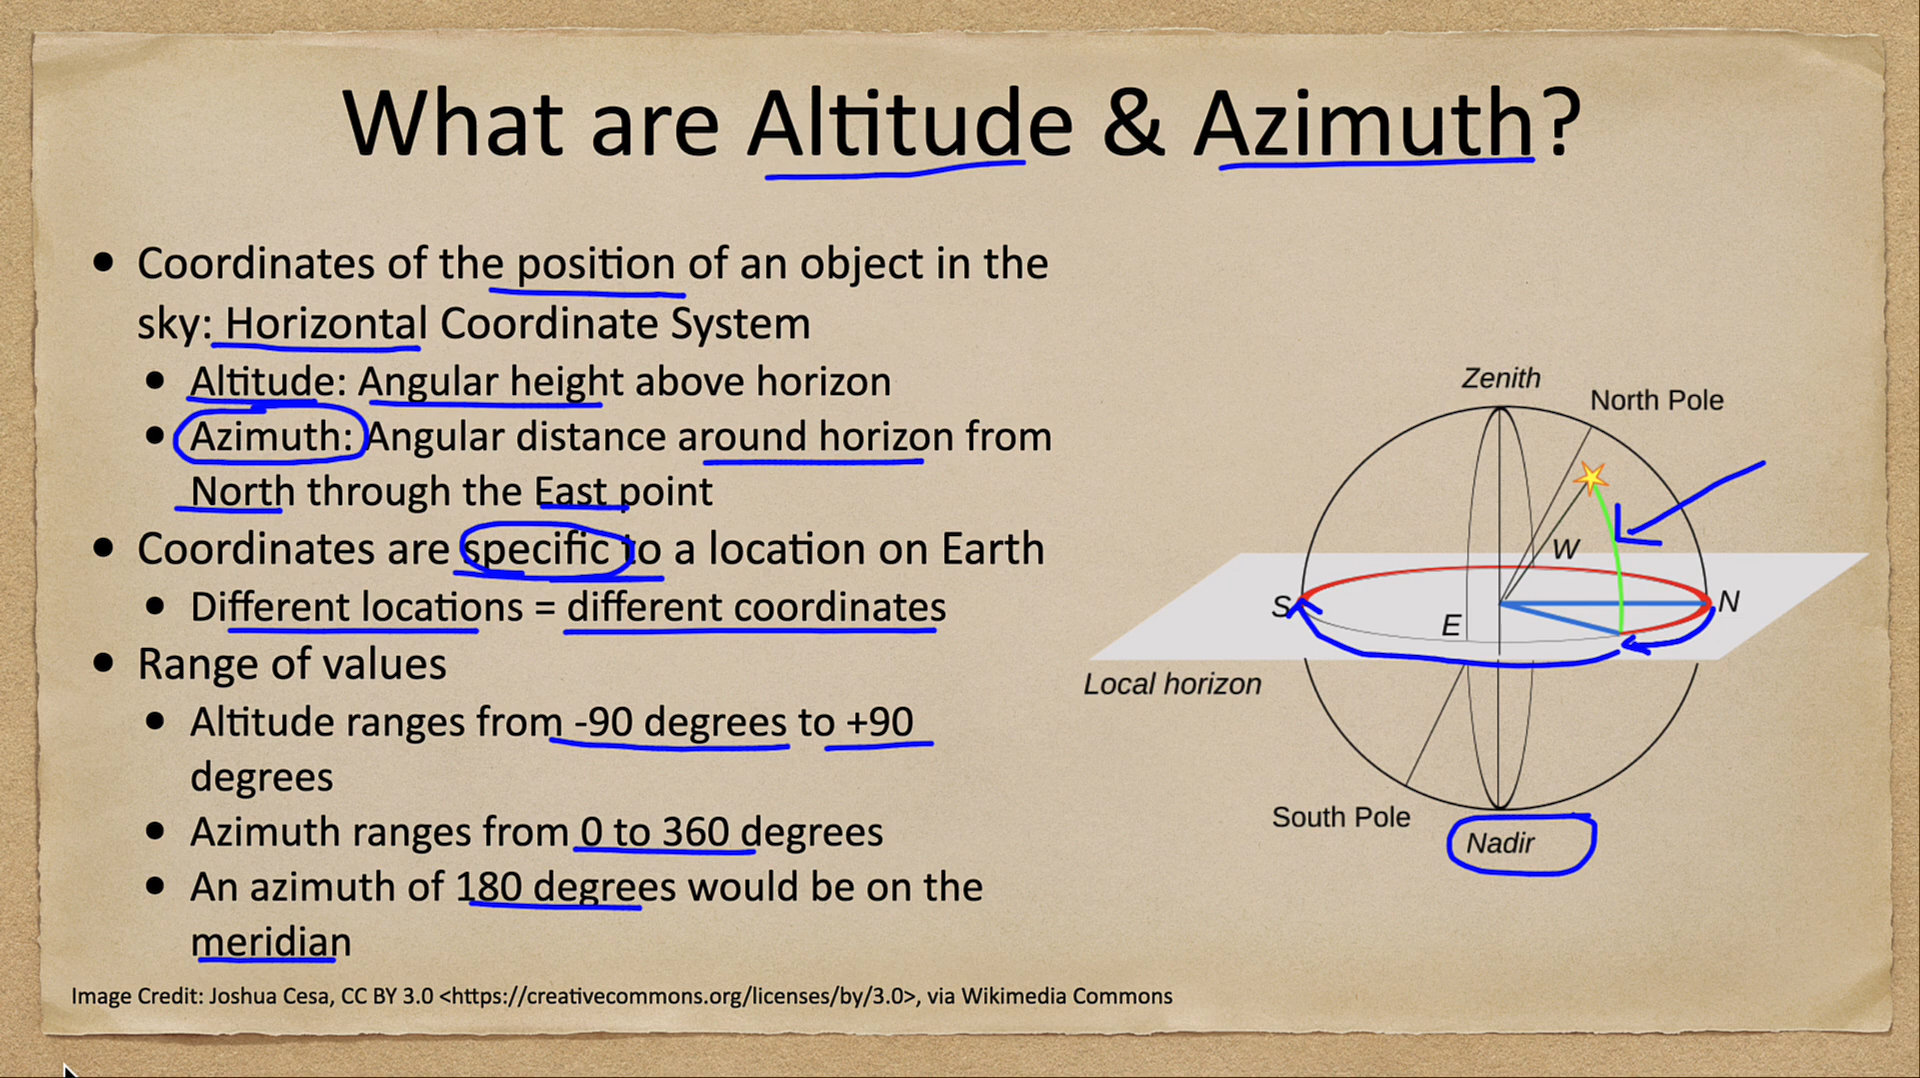 What are Altitude & Azimuth?
• Coordinates of the position of an object in the
sky: Horizontal Coordinate System
• Altitude: Angular height above horizon
• Azimuth: Angular distance around horizon from
North through the East point
• Coordinates are specific to a location on Earth
• Different locations = different coordinates
• Range of values
• Altitude ranges from -90 degrees to +90
degrees
• Azimuth ranges from 0 to 360 degrees
• An azimuth of 180 degrees would be on the
meridian
Zenith
North Pole
W
S
N
E
Local horizon
South Pole
Nadir
Image Credit: Joshua Cesa, CC BY 3.0 <https://creativecommons.org/licenses/by/3.0>, via Wikimedia Commons